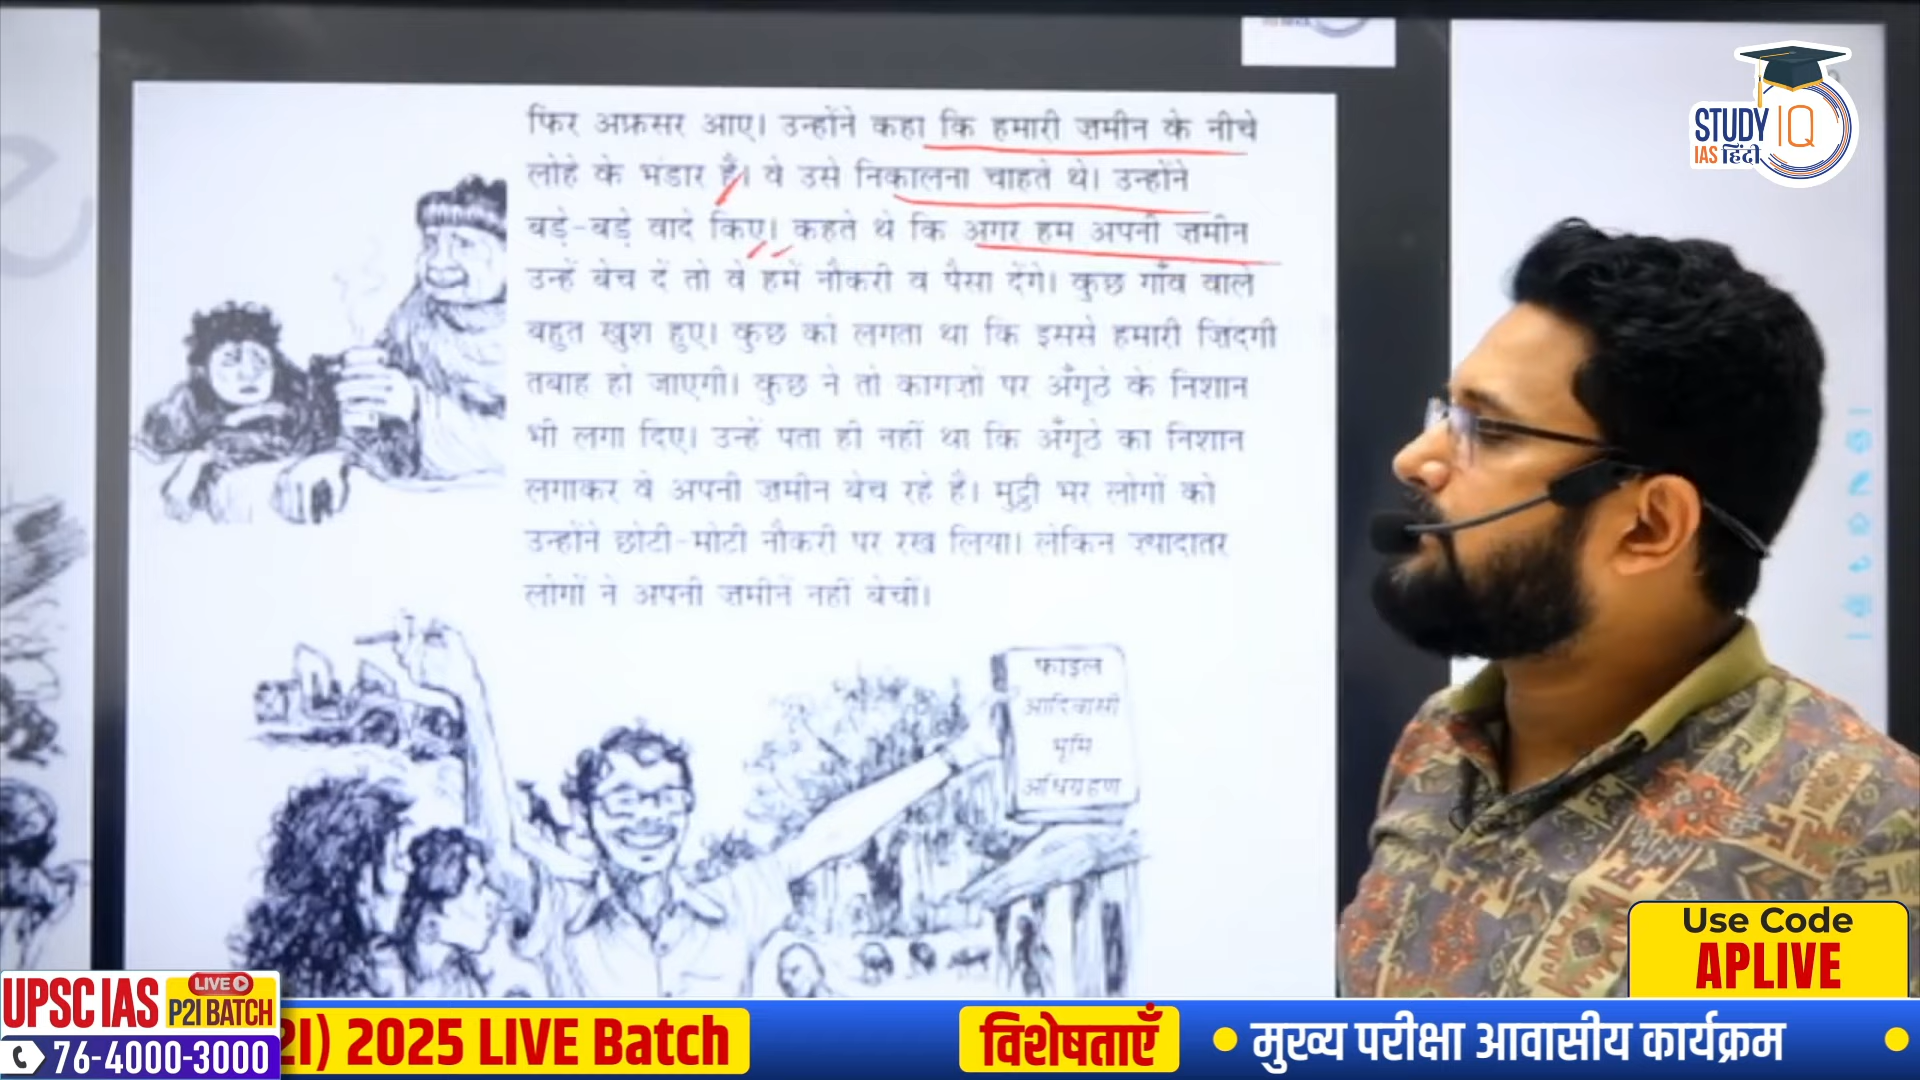 STUDY IQ
IAS हिंदी
फिर अफ़सर आए। उन्होंने कहा कि हमारी ज़मीन के नीचे
लोहे के भंडार हैं। वे उसे निकालना चाहते थे। उन्होंने
बड़े-बड़े वादे किए। कहते थे कि अगर हम अपनी ज़मीन
उन्हें बेच दें तो वे हमें नौकरी व पैसा देंगे। कुछ गाँव वाले
बहुत खुश हुए। कुछ को लगता था कि इससे हमारी ज़िंदगी
तबाह हो जाएगी। कुछ ने तो कागज़ों पर अँगूठे के निशान
भी लगा दिए। उन्हें पता ही नहीं था कि अँगूठे का निशान
लगाकर वे अपनी ज़मीन बेच रहे हैं। मुट्ठी भर लोगों को
उन्होंने छोटी-मोटी नौकरी पर रख लिया। लेकिन ज़्यादातर
लोगों ने अपनी ज़मीनें नहीं बेचीं।
फाइल
आदिवासी
भूमि
अधिग्रहण
Use Code
APLIVE
UPSC IAS LIVE P2I BATCH
76-4000-3000
2I) 2025 LIVE Batch
विशेषताएँ
मुख्य परीक्षा आवासीय कार्यक्रम